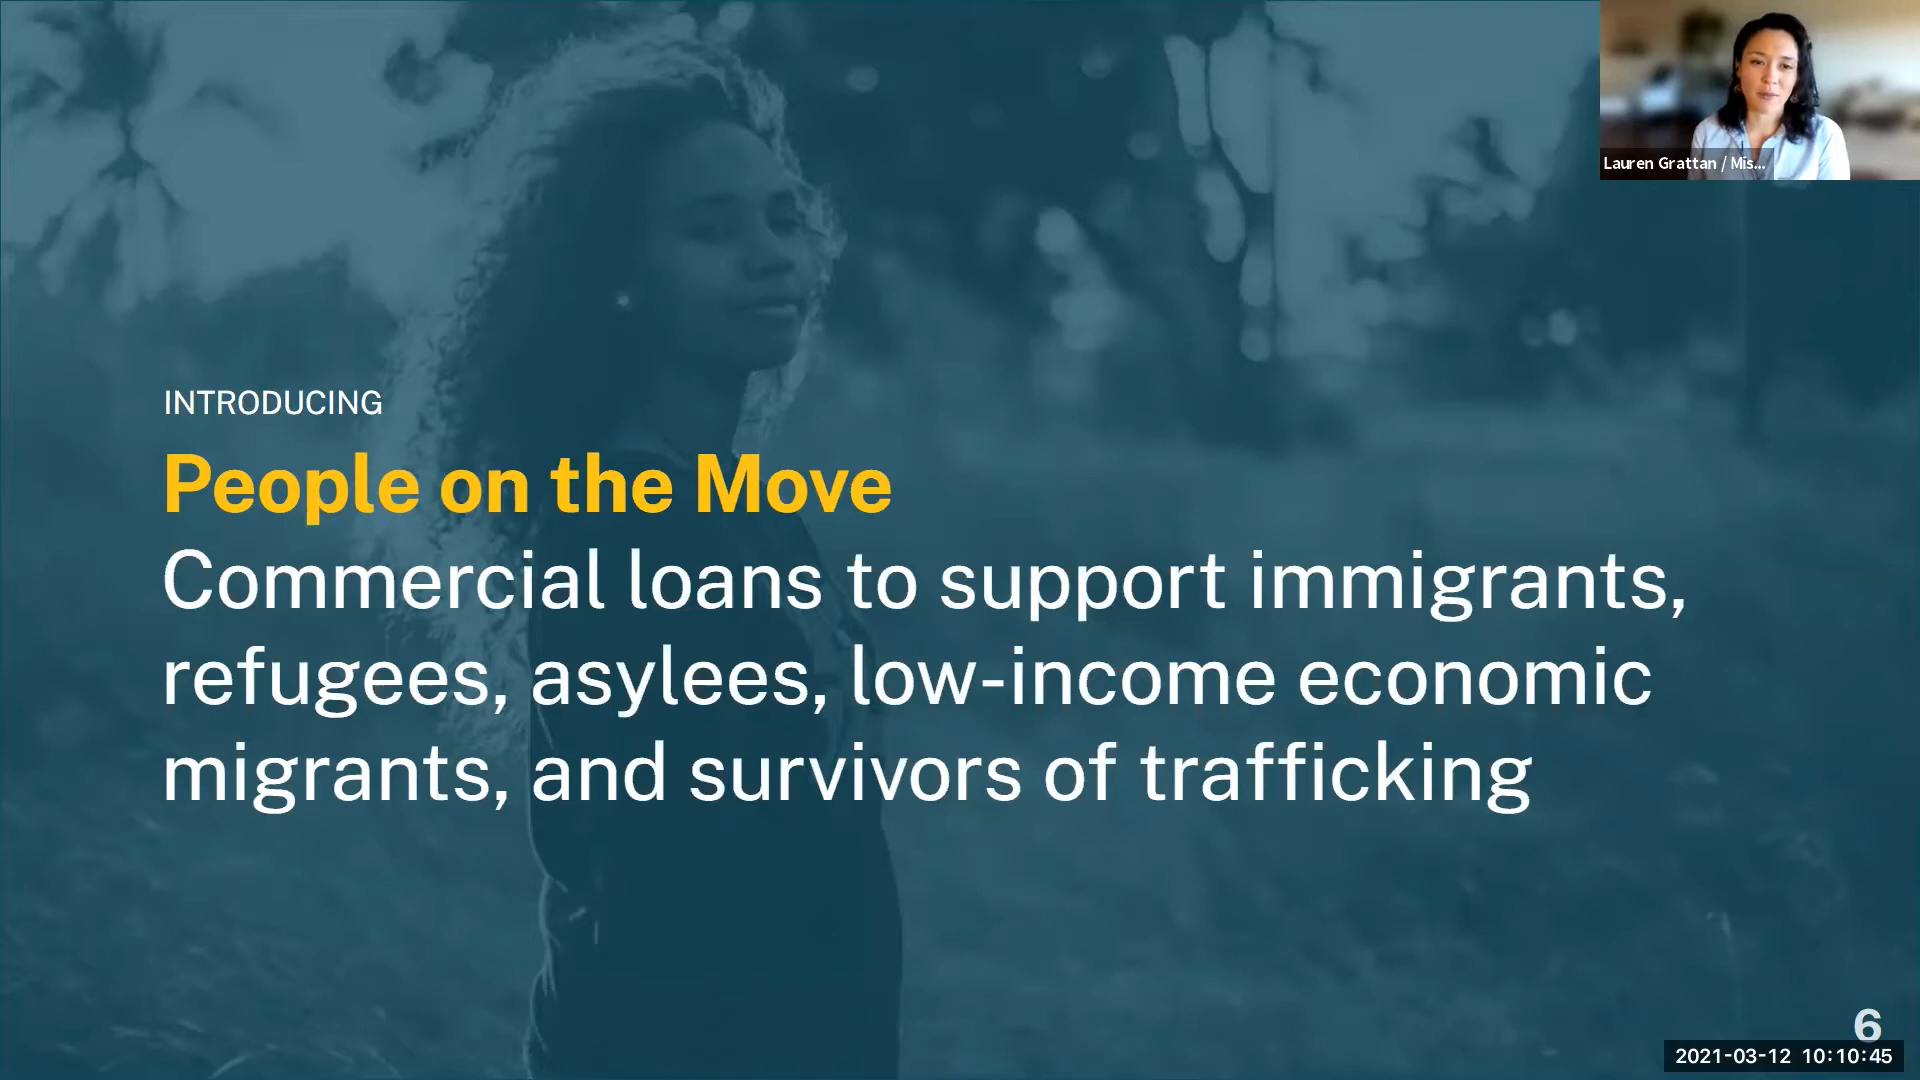 Lauren Grattan / Mis...
INTRODUCING
People on the Move
Commercial loans to support immigrants,
refugees, asylees, low-income economic
migrants, and survivors of trafficking
6
2021-03-12 10:10:45